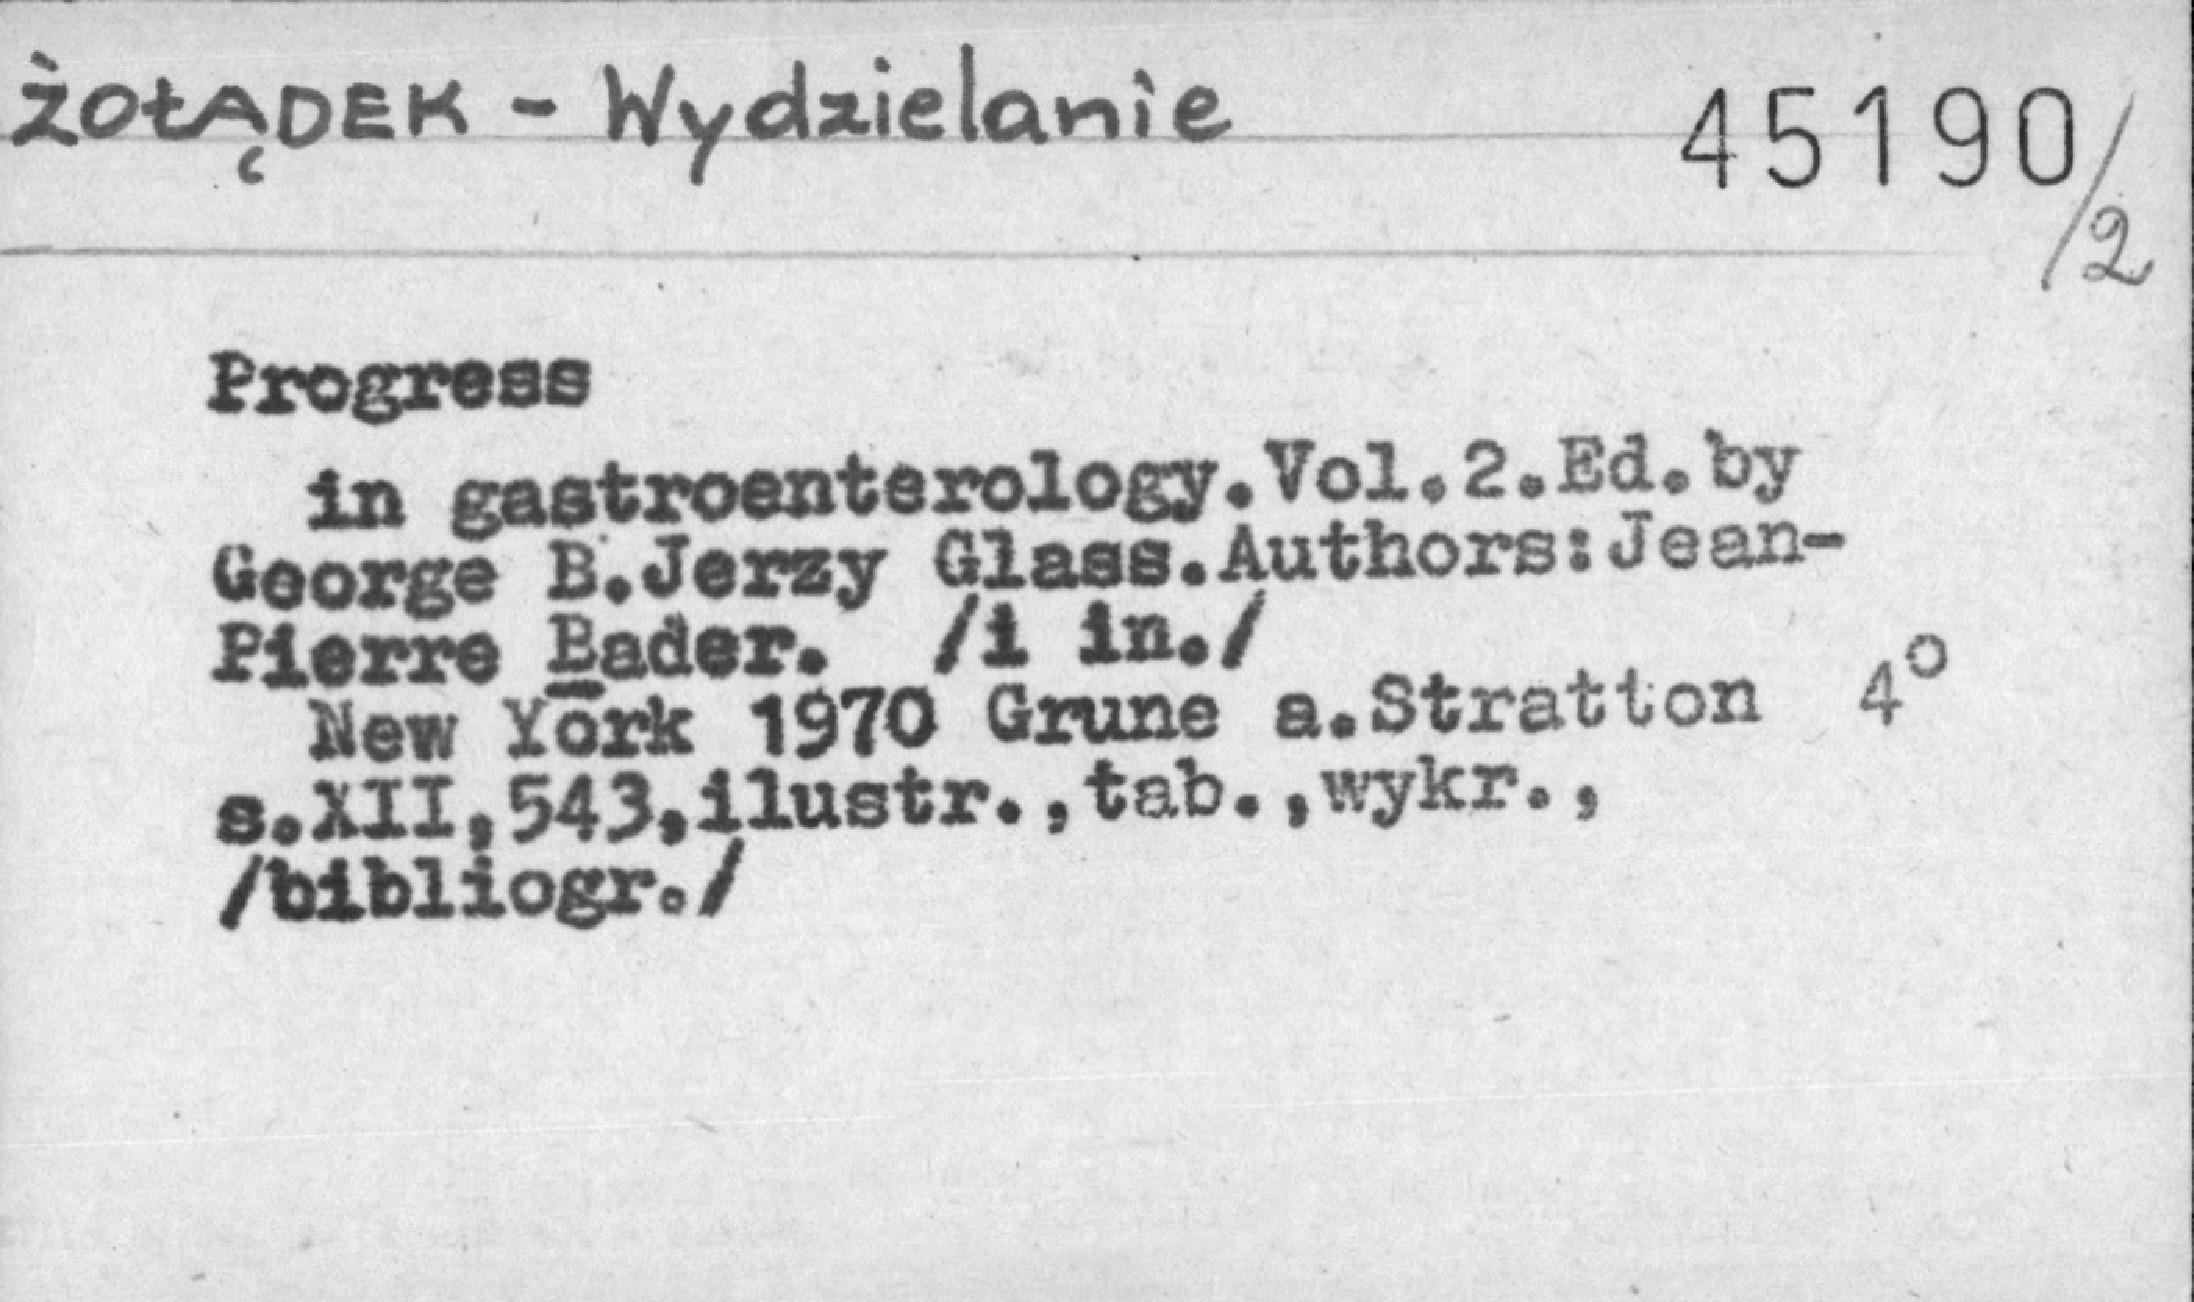 ŻOŁĄDEK - Wydzielanie
45190/2
Progress
in gastroenterology.Vol.2.Ed.by
George B.Jerzy Glass.Authors:Jean-
Pierre Bader. /i in./
New York 1970 Grune a.Stratton 4°
s.XII,543,ilustr.,tab.,wykr.,
/bibliogr./